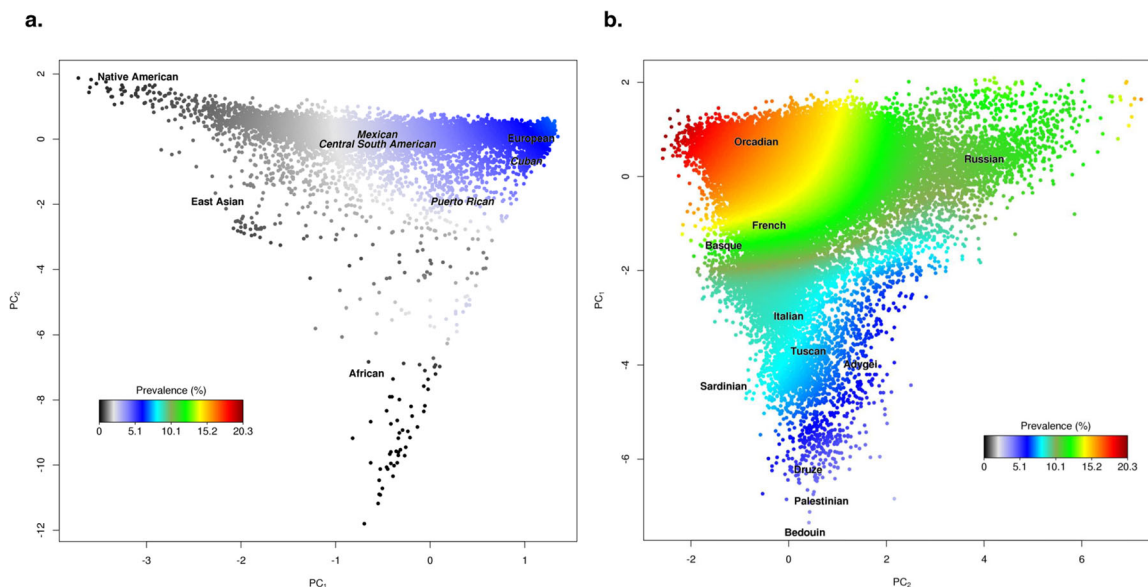 a.
b.
2
0
-2
-4
-6
-8
-10
-12
PC2
-3
-2
-1
0
1
PC1
Native American
Mexican
Central South American
European
Cuban
Puerto Rican
East Asian
African
Prevalence (%)
0 5.1 10.1 15.2 20.3
2
0
-2
-4
-6
PC1
-2
0
2
4
6
PC2
Orcadian
Russian
French
Basque
Italian
Tuscan
Adygei
Sardinian
Druze
Palestinian
Bedouin
Prevalence (%)
0 5.1 10.1 15.2 20.3